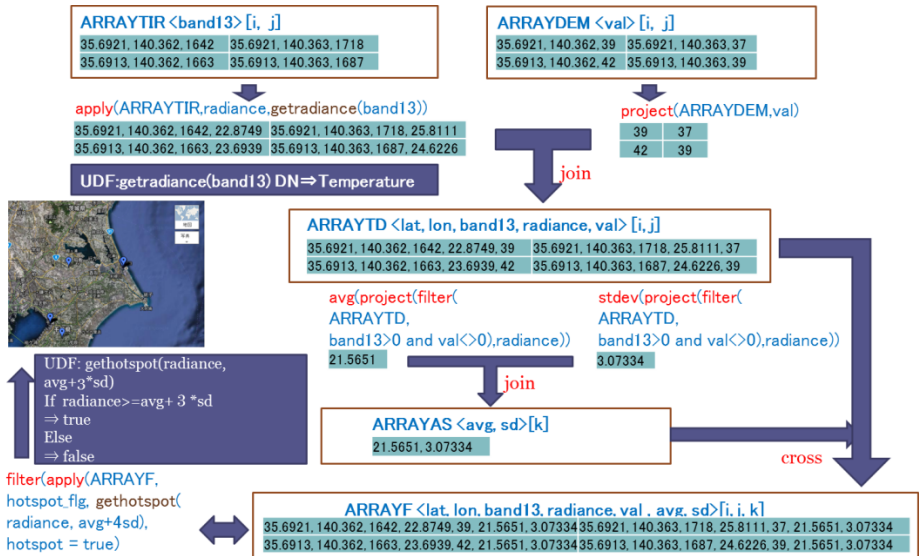 ARRAYTIR <band13>[i, j]
35.6921, 140.362, 1642 35.6921, 140.363, 1718
35.6913, 140.362, 1663 35.6913, 140.363, 1687
ARRAYDEM <val> [i, j]
35.6921, 140.362, 39 35.6921, 140.363, 37
35.6913, 140.362, 42 35.6913, 140.363, 39
apply(ARRAYTIR,radiance,getradiance(band13))
35.6921, 140.362, 1642, 22.8749 35.6921, 140.363, 1718, 25.8111
35.6913, 140.362, 1663, 23.6939 35.6913, 140.363, 1687, 24.6226
project(ARRAYDEM,val)
39 37
42 39
UDF:getradiance(band13) DN⇒Temperature
join
ARRAYTD <lat, lon, band13, radiance, val> [i,j]
35.6921, 140.362, 1642, 22.8749, 39 35.6921, 140.363, 1718, 25.8111, 37
35.6913, 140.362, 1663, 23.6939, 42 35.6913, 140.363, 1687, 24.6226, 39
avg(project(filter(
ARRAYTD,
band13>0 and val<>0),radiance))
21.5651
stdev(project(filter(
ARRAYTD,
band13>0 and val<>0),radiance))
3.07334
join
UDF: gethotspot(radiance,
avg+3*sd)
If radiance>=avg+ 3 *sd
⇒ true
Else
⇒ false
ARRAYAS <avg, sd>[k]
21.5651, 3.07334
cross
filter(apply(ARRAYF,
hotspot_flg, gethotspot(
radiance, avg+4sd),
hotspot = true)
ARRAYF <lat, lon, band13, radiance, val , avg, sd>[i, j, k]
35.6921, 140.362, 1642, 22.8749, 39, 21.5651, 3.07334 35.6921, 140.363, 1718, 25.8111, 37, 21.5651, 3.07334
35.6913, 140.362, 1663, 23.6939, 42, 21.5651, 3.07334 35.6913, 140.363, 1687, 24.6226, 39, 21.5651, 3.07334